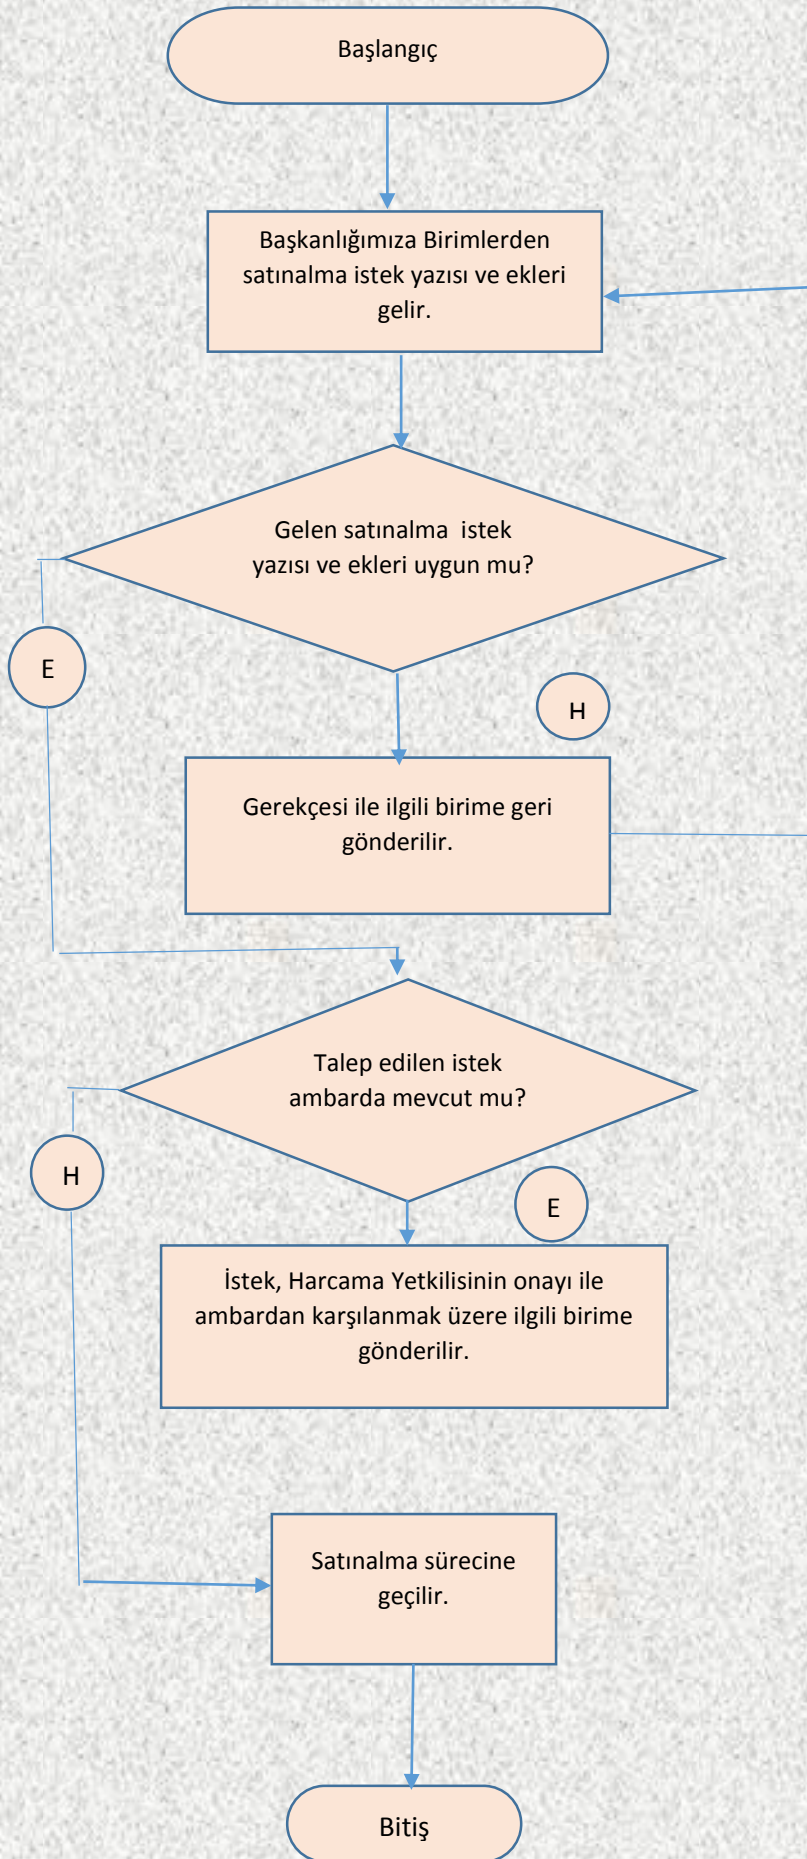 Başlangıç
Başkanlığımıza Birimlerden
satınalma istek yazısı ve ekleri
gelir.
Gelen satınalma istek
yazısı ve ekleri uygun mu?
E
H
Gerekçesi ile ilgili birime geri
gönderilir.
Talep edilen istek
ambarda mevcut mu?
H
E
İstek, Harcama Yetkilisinin onayı ile
ambardan karşılanmak üzere ilgili birime
gönderilir.
Satınalma sürecine
geçilir.
Bitiş